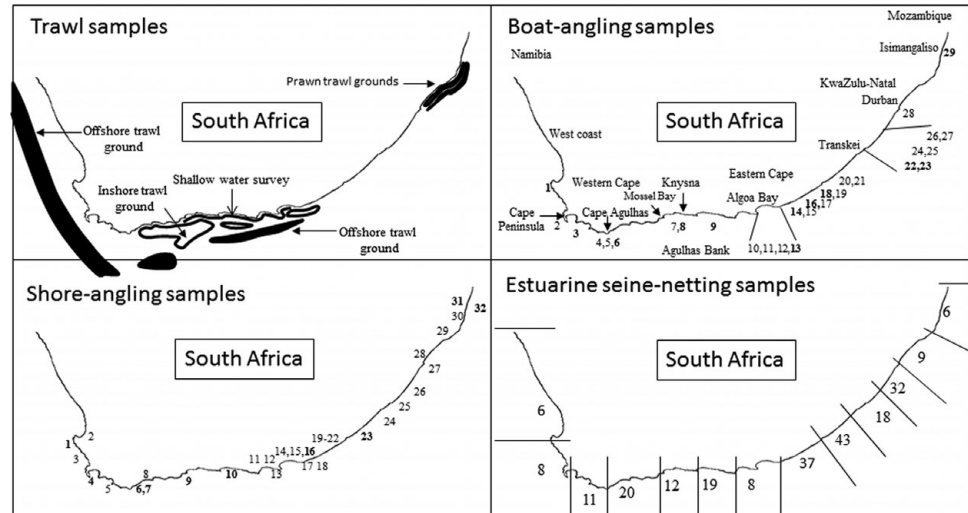 Trawl samples
Prawn trawl grounds
Offshore trawl
ground
South Africa
Shallow water survey
Inshore trawl
ground
Offshore trawl
ground
Boat-angling samples
Mozambique
Namibia
Isimangaliso
29
KwaZulu-Natal
Durban
28
South Africa
West coast
26,27
Transkei
24,25
22,23
Eastern Cape
20,21
1
Western Cape
Knysna
18,19
Mossel Bay
Algoa Bay
16,17
14,15
Cape
Peninsula
2
3
Cape Agulhas
4,5,6
7,8
9
10,11,12,13
Agulhas Bank
Shore-angling samples
31
32
30
29
South Africa
28
27
26
25
24
23
19-22
1
2
14,15,16
3
11
12
17
18
4
5
8
6,7
9
10
13
Estuarine seine-netting samples
6
9
South Africa
32
6
18
43
37
8
11
20
12
19
8